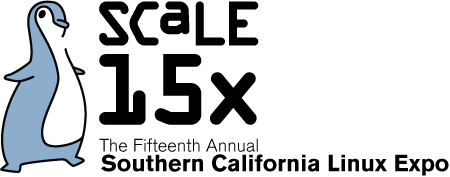 SCaLE
15x
The Fifteenth Annual
Southern California Linux Expo